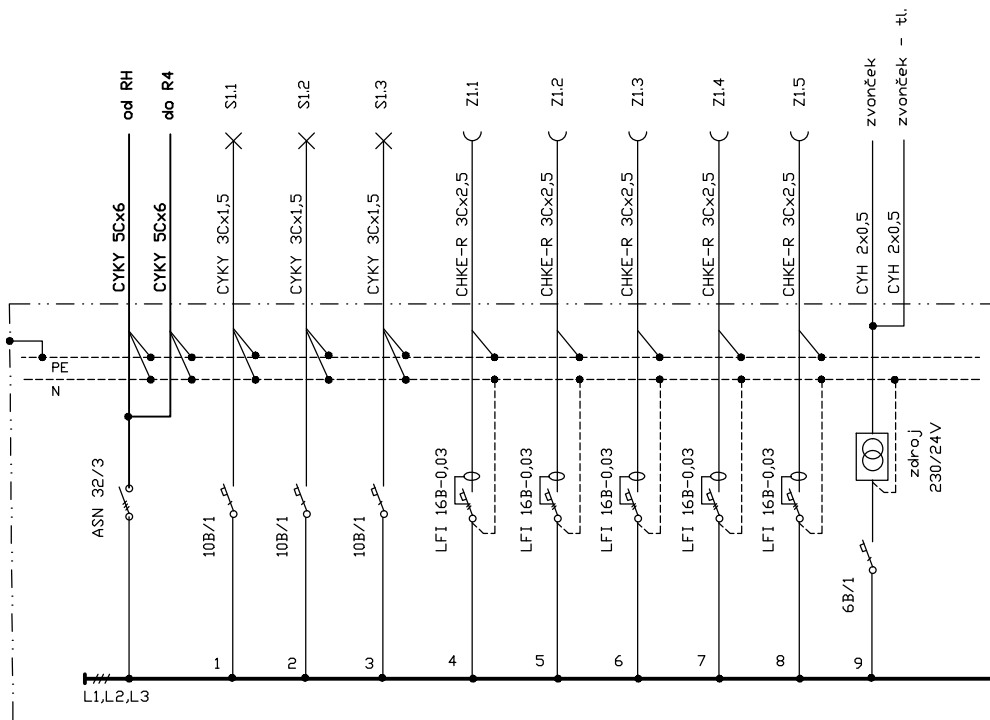 od RH
do R4
S1.1
S1.2
S1.3
Z1.1
Z1.2
Z1.3
Z1.4
Z1.5
zvonček
zvonček - tl.
CYKY 5Cx6
CYKY 5Cx6
CYKY 3Cx1,5
CYKY 3Cx1,5
CYKY 3Cx1,5
CHKE-R 3Cx2,5
CHKE-R 3Cx2,5
CHKE-R 3Cx2,5
CHKE-R 3Cx2,5
CHKE-R 3Cx2,5
CYH 2x0,5
CYH 2x0,5
PE
N
ASN 32/3
10B/1
10B/1
10B/1
LFI 16B-0,03
LFI 16B-0,03
LFI 16B-0,03
LFI 16B-0,03
LFI 16B-0,03
zdroj
230/24V
6B/1
1
2
3
4
5
6
7
8
9
L1,L2,L3